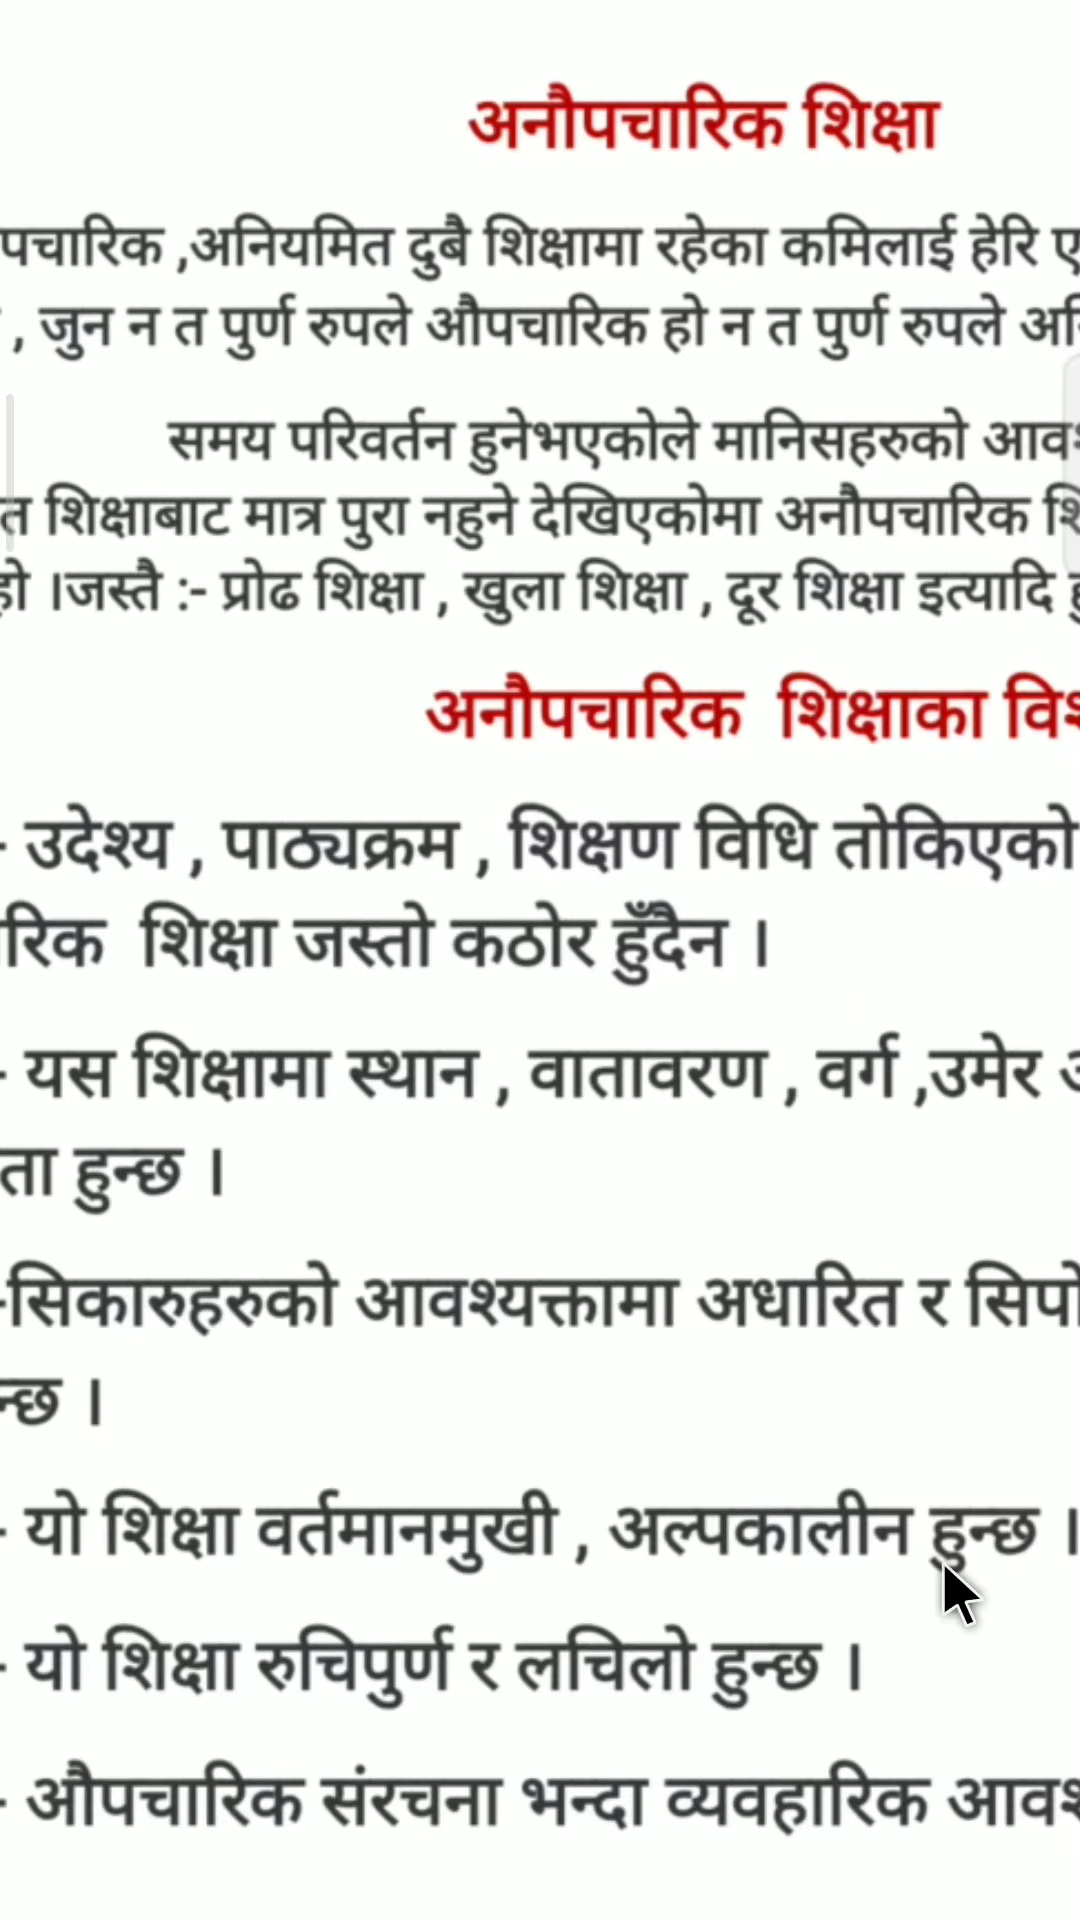 अनौपचारिक शिक्षा
पचारिक ,अनियमित दुबै शिक्षामा रहेका कमिलाई हेरि
, जुन न त पुर्ण रुपले औपचारिक हो न त पुर्ण रुपले
समय परिवर्तन हुनेभएकोले मानिसहरुको
त शिक्षाबाट मात्र पुरा नहुने देखिएकोमा अनौपचारिक
हो ।जस्तै :- प्रोढ शिक्षा , खुला शिक्षा , दूर शिक्षा इत्यादि
अनौपचारिक शिक्षाका
- उदेश्य , पाठ्यक्रम , शिक्षण विधि तोकिएको
रिक शिक्षा जस्तो कठोर हुँदैन ।
- यस शिक्षामा स्थान , वातावरण , वर्ग ,उमेर
ता हुन्छ ।
-सिकारुहरुको आवश्यक्तामा अधारित र
न्छ ।
- यो शिक्षा वर्तमानमुखी , अल्पकालीन हुन्छ ।
- यो शिक्षा रुचिपुर्ण र लचिलो हुन्छ ।
- औपचारिक संरचना भन्दा व्यवहारिक